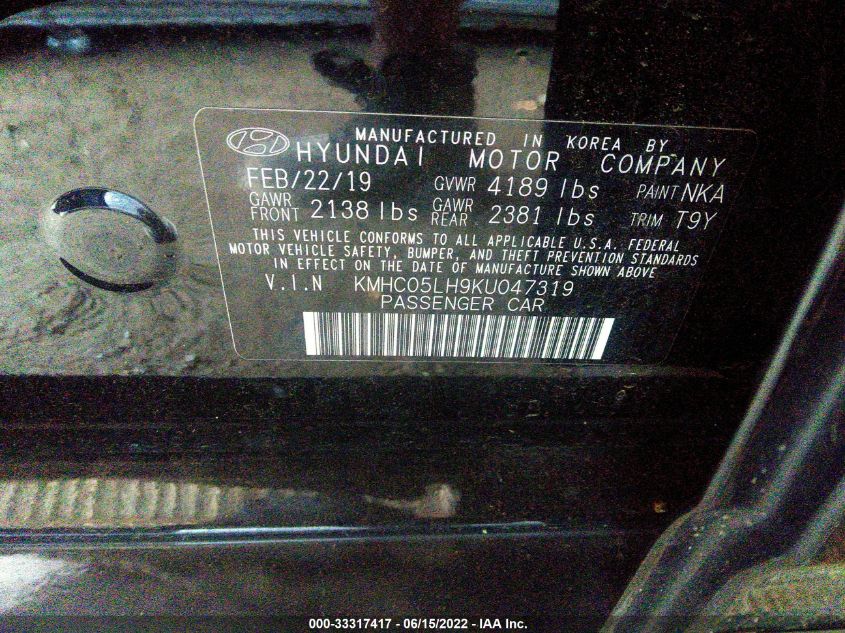 MANUFACTURED IN KOREA BY
HYUNDAI MOTOR COMPANY
FEB/22/19 GVWR 4189 lbs PAINT NKA
GAWR FRONT 2138 lbs GAWR REAR 2381 lbs TRIM T9Y
THIS VEHICLE CONFORMS TO ALL APPLICABLE U.S.A. FEDERAL
MOTOR VEHICLE SAFETY, BUMPER, AND THEFT PREVENTION STANDARDS
IN EFFECT ON THE DATE OF MANUFACTURE SHOWN ABOVE
V.I.N KMHC05LH9KU047319
PASSENGER CAR
000-33317417 - 06/15/2022 - IAA Inc.